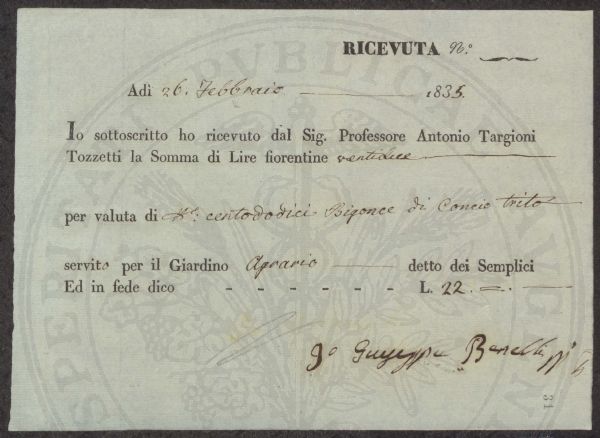 RICEVUTA N.°
Adì 26. Febbraio 1835.
Io sottoscritto ho ricevuto dal Sig. Professore Antonio Targioni
Tozzetti la Somma di Lire fiorentine ventidue
per valuta di N.° centododici Bigonce di Concio trito
servito per il Giardino Agrario detto dei Semplici
Ed in fede dico - - - - - - L. 22. =. =
Io Giuseppe
31